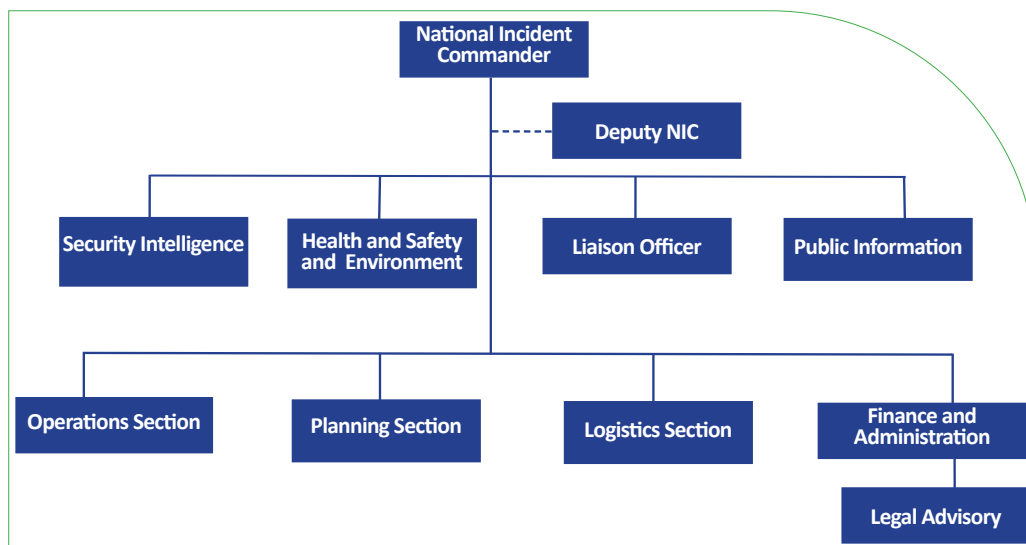 National Incident
Commander
Deputy NIC
Security Intelligence
Health and Safety
and Environment
Liaison Officer
Public Information
Operations Section
Planning Section
Logistics Section
Finance and
Administration
Legal Advisory